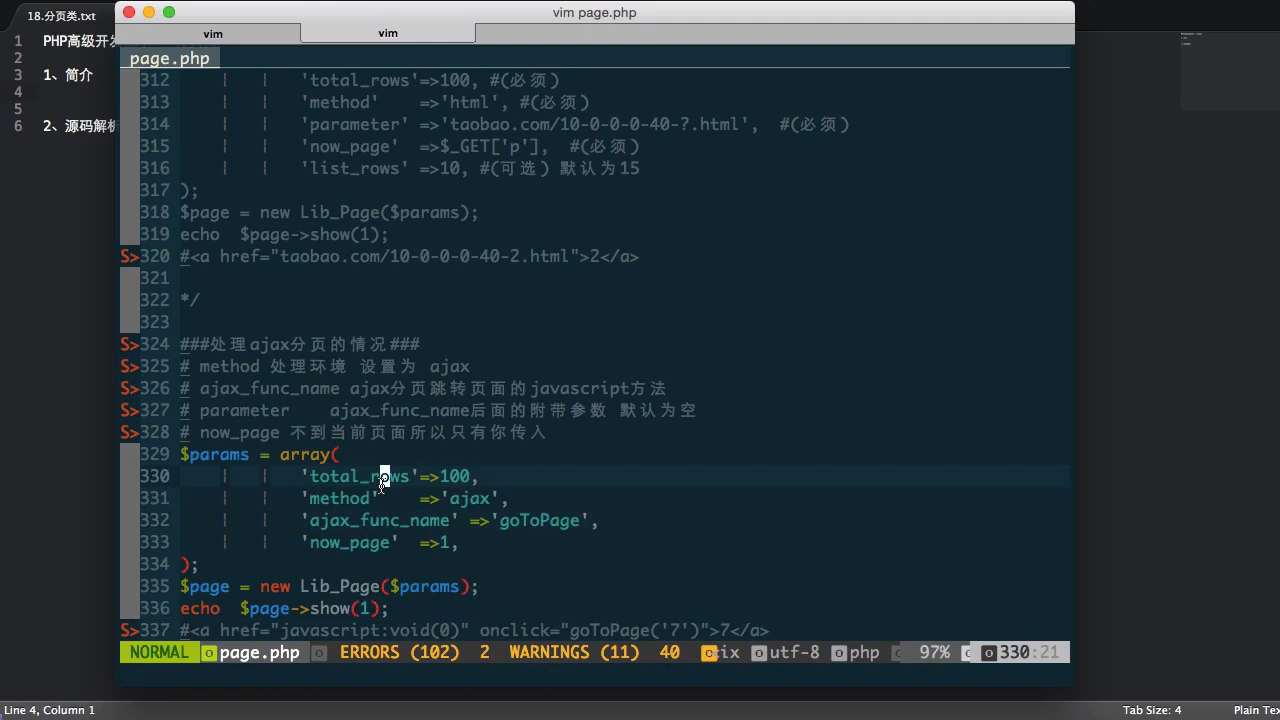 18.分页类.txt
1 PHP高级开发
2
3 1、简介
4
5
6 2、源码解析
vim page.php
vim vim
page.php
312 | | 'total_rows'=>100, #(必须)
313 | | 'method' =>'html', #(必须)
314 | | 'parameter' =>'taobao.com/10-0-0-0-40-?.html', #(必须)
315 | | 'now_page' =>$_GET['p'], #(必须)
316 | | 'list_rows' =>10, #(可选) 默认为15
317 );
318 $page = new Lib_Page($params);
319 echo $page->show(1);
S>320 #<a href="taobao.com/10-0-0-0-40-2.html">2</a>
321
322 */
323
S>324 ###处理ajax分页的情况###
S>325 # method 处理环境 设置为 ajax
S>326 # ajax_func_name ajax分页跳转页面的javascript方法
S>327 # parameter ajax_func_name后面的附带参数 默认为空
S>328 # now_page 不到当前页面所以只有你传入
329 $params = array(
330 | | 'total_rows'=>100,
331 | | 'method' =>'ajax',
332 | | 'ajax_func_name' =>'goToPage',
333 | | 'now_page' =>1,
334 );
335 $page = new Lib_Page($params);
336 echo $page->show(1);
S>337 #<a href="javascript:void(0)" onclick="goToPage('7')">7</a>
NORMAL page.php ERRORS (102) 2 WARNINGS (11) 40 ix utf-8 php 97% 330:21
Line 4, Column 1 Tab Size: 4 Plain Tex